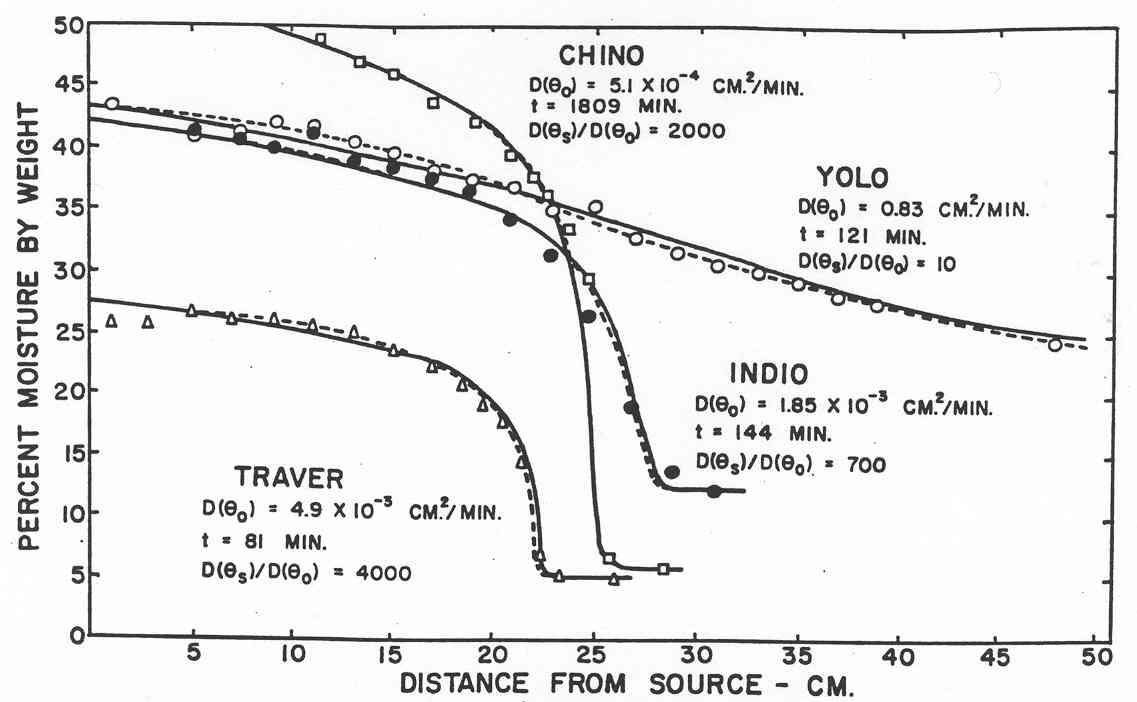 PERCENT MOISTURE BY WEIGHT
50
45
40
35
30
25
20
15
10
5
0
CHINO
D(θ₀) = 5.1 X 10⁻⁴ CM.²/MIN.
t = 1809 MIN.
D(θₛ)/D(θ₀) = 2000
YOLO
D(θ₀) = 0.83 CM.²/MIN.
t = 121 MIN.
D(θₛ)/D(θ₀) = 10
INDIO
D(θ₀) = 1.85 X 10⁻³ CM.²/MIN.
t = 144 MIN.
D(θₛ)/D(θ₀) = 700
TRAVER
D(θ₀) = 4.9 X 10⁻³ CM.²/MIN.
t = 81 MIN.
D(θₛ)/D(θ₀) = 4000
5 10 15 20 25 30 35 40 45 50
DISTANCE FROM SOURCE - CM.